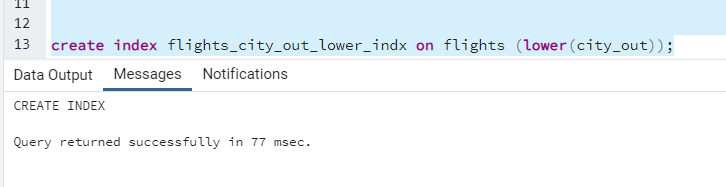 11
12
13 create index flights_city_out_lower_indx on flights (lower(city_out));
Data Output Messages Notifications
CREATE INDEX
Query returned successfully in 77 msec.